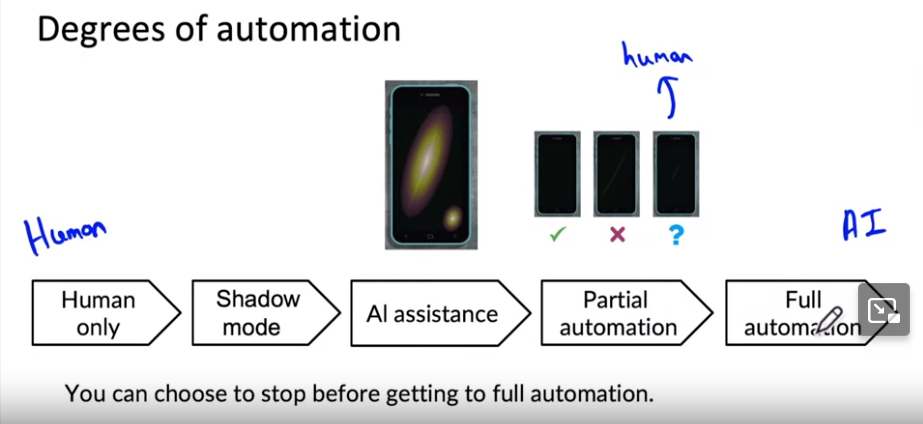 Degrees of automation
human
Human
AI
Human
only
Shadow
mode
AI assistance
Partial
automation
Full
automation
✓
✗
?
You can choose to stop before getting to full automation.